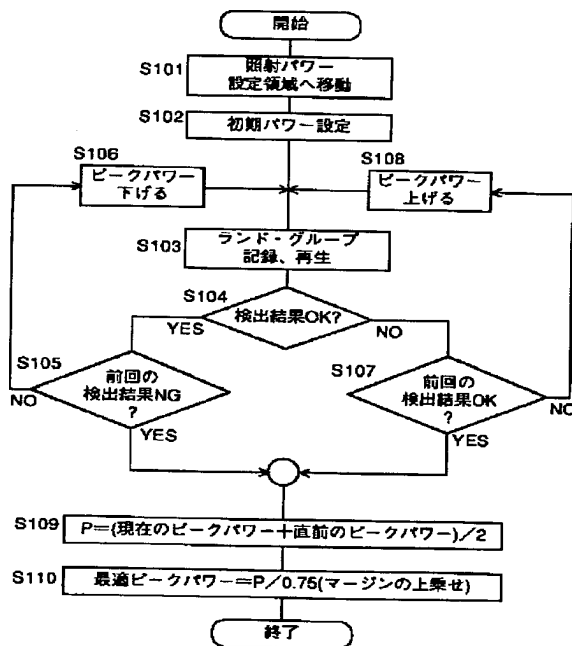 開始
S101
照射パワー
設定領域へ移動
S102
初期パワー設定
S106
ピークパワー
下げる
S108
ピークパワー
上げる
S103
ランド・グループ
記録、再生
S104
検出結果OK?
YES
NO
S105
前回の
検出結果NG
?
NO
YES
S107
前回の
検出結果OK
?
NO
YES
S109
P=(現在のピークパワー+直前のピークパワー)/2
S110
最適ピークパワー=P/0.75(マージンの上乗せ)
終了